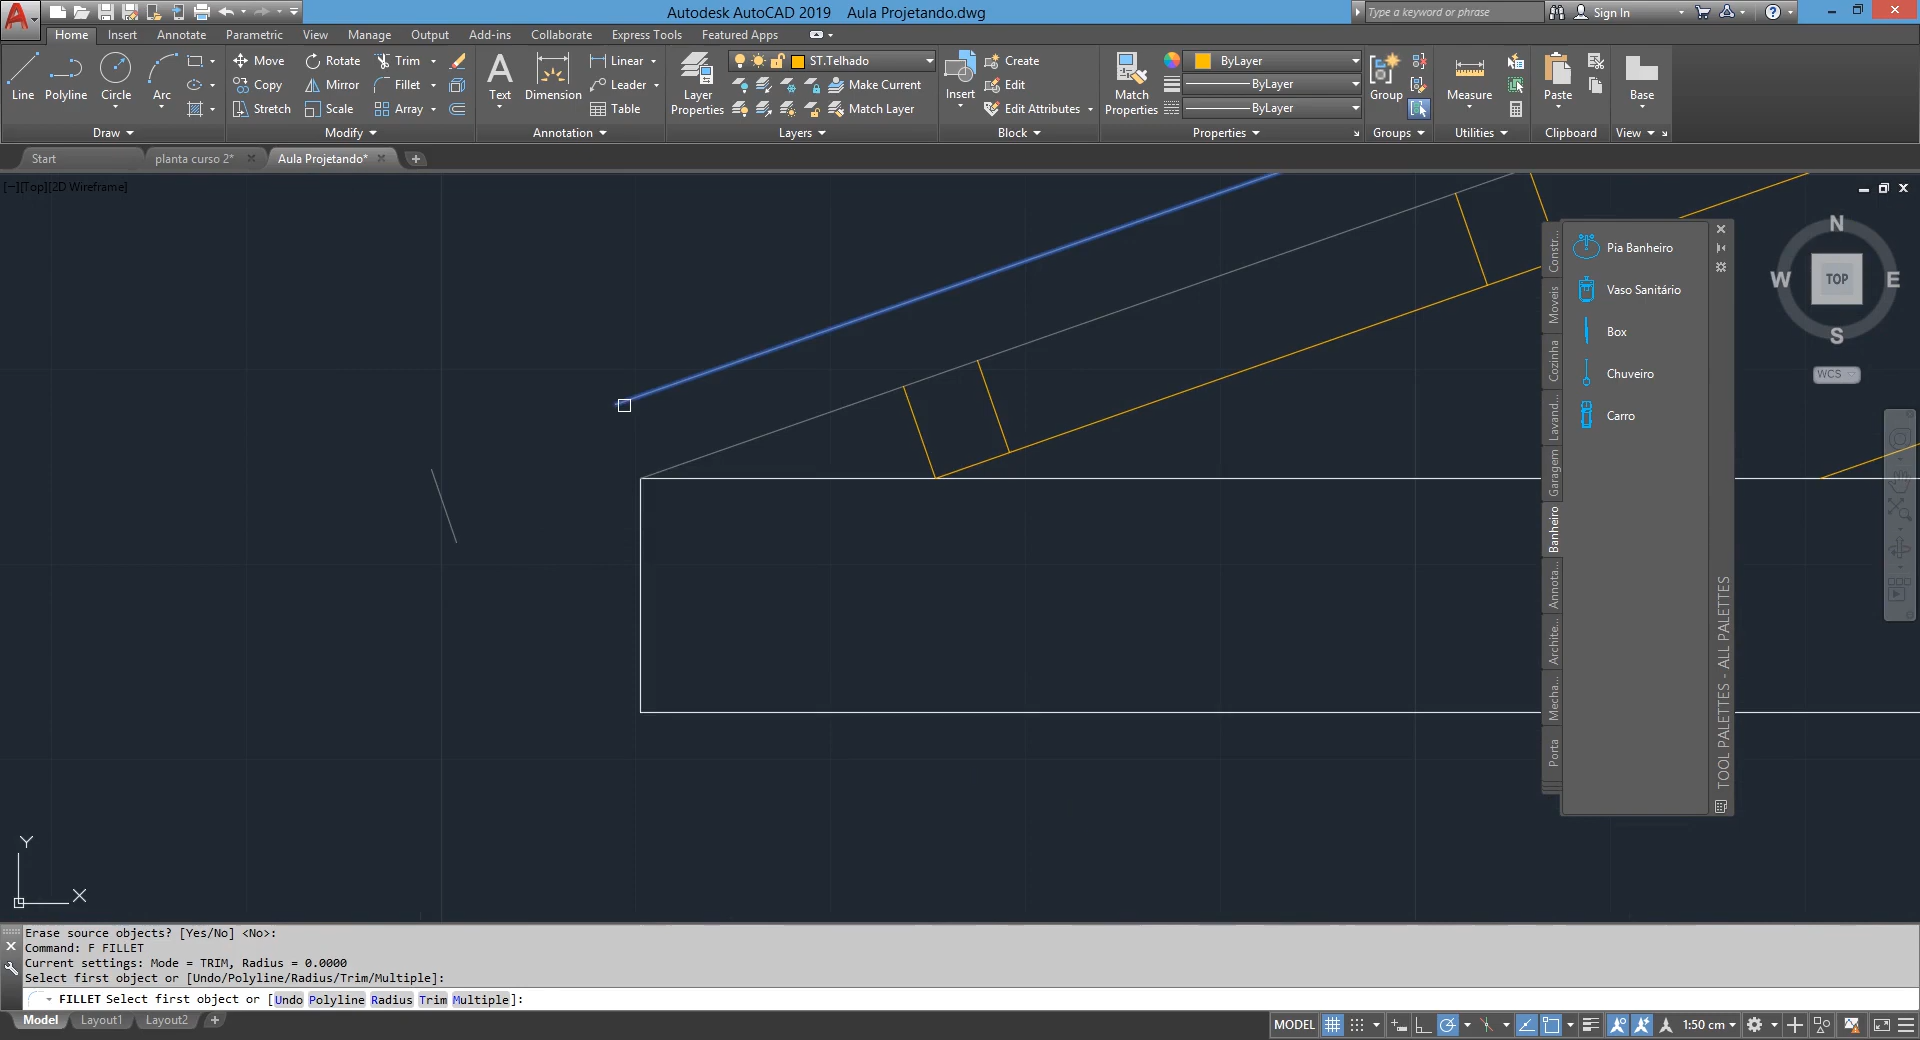 Autodesk AutoCAD 2019 Aula Projetando.dwg
Type a keyword or phrase
Sign In
Home Insert Annotate Parametric View Manage Output Add-ins Collaborate Express Tools Featured Apps
Line Polyline Circle Arc
Draw
Move Rotate Trim
Copy Mirror Fillet
Stretch Scale Array
Modify
Text Dimension
Linear
Leader
Table
Annotation
Layer Properties
ST.Telhado
Make Current
Match Layer
Layers
Insert
Create
Edit
Edit Attributes
Block
Match Properties
ByLayer
ByLayer
ByLayer
Properties
Group
Groups
Measure
Utilities
Paste
Clipboard
Base
View
Start planta curso 2* Aula Projetando*
[−][Top][2D Wireframe]
Constr...
Moveis
Cozinha
Lavand...
Garagem
Banheiro
Annota...
Archite...
Mecha...
Porta
Pia Banheiro
Vaso Sanitário
Box
Chuveiro
Carro
TOOL PALETTES - ALL PALETTES
N
W TOP E
S
WCS
Y
X
Erase source objects? [Yes/No] <No>:
Command: F FILLET
Current settings: Mode = TRIM, Radius = 0.0000
Select first object or [Undo/Polyline/Radius/Trim/Multiple]:
FILLET Select first object or [Undo Polyline Radius Trim Multiple]:
Model Layout1 Layout2
MODEL 1:50 cm